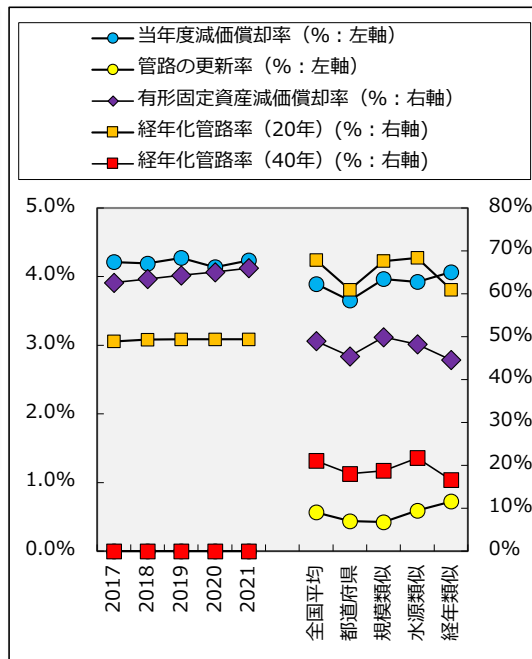 当年度減価償却率（%：左軸）
管路の更新率（%：左軸）
有形固定資産減価償却率（%：右軸）
経年化管路率（20年）(%：右軸)
経年化管路率（40年）(%：右軸)
5.0%
4.0%
3.0%
2.0%
1.0%
0.0%
80%
70%
60%
50%
40%
30%
20%
10%
0%
2017
2018
2019
2020
2021
全国平均
都道府県
規模類似
水源類似
経年類似